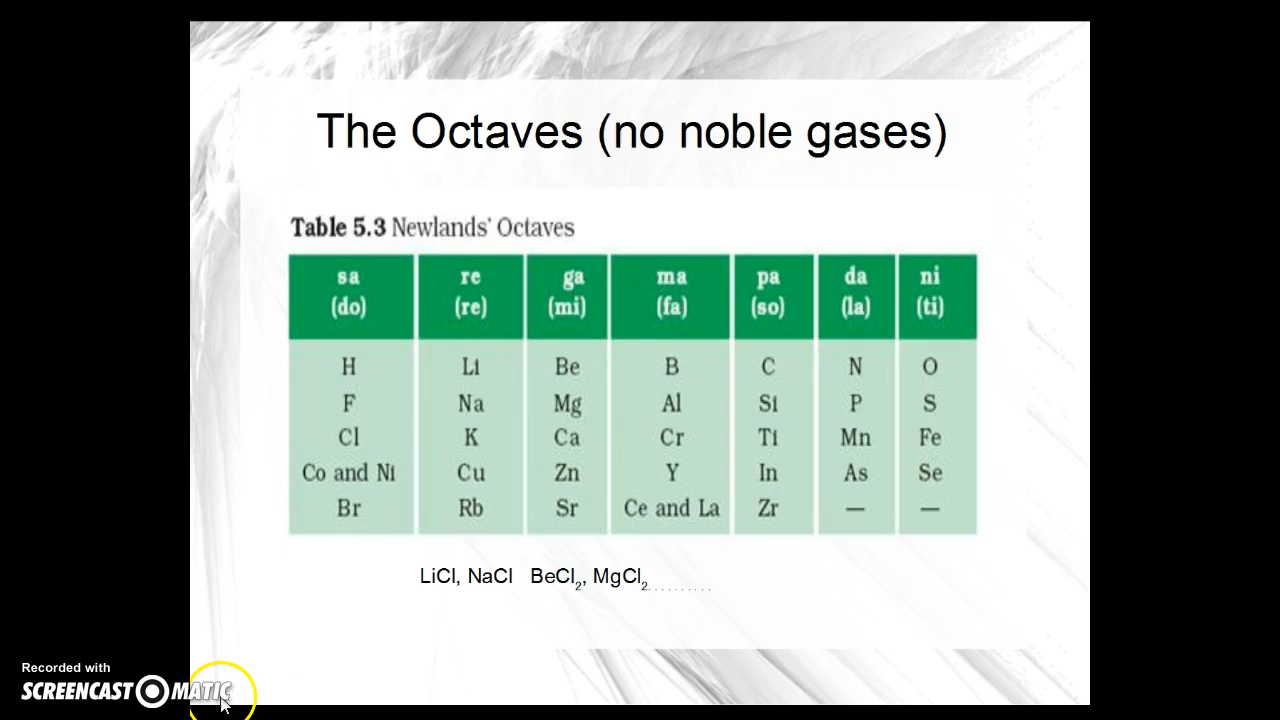 The Octaves (no noble gases)
Table 5.3 Newlands' Octaves
sa re ga ma pa da ni
(do) (re) (mi) (fa) (so) (la) (ti)
H Li Be B C N O
F Na Mg Al Si P S
Cl K Ca Cr Ti Mn Fe
Co and Ni Cu Zn Y In As Se
Br Rb Sr Ce and La Zr — —
LiCl, NaCl BeCl₂, MgCl₂..........
Recorded with
SCREENCAST O MATIC